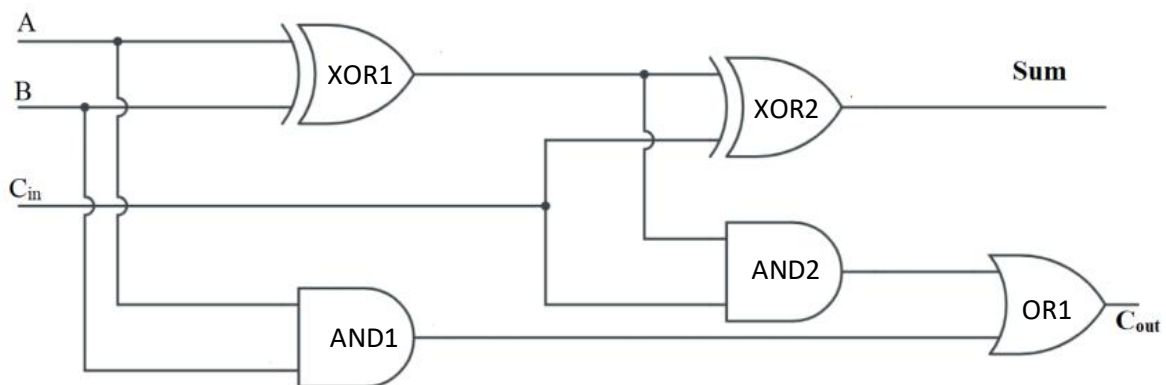 A
XOR1
Sum
B
XOR2
Cin
AND2
OR1
Cout
AND1